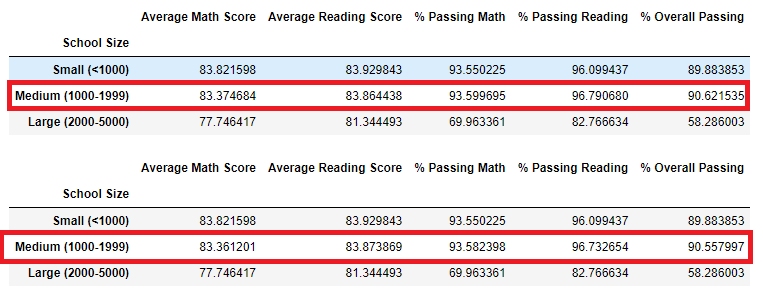 Average Math Score Average Reading Score % Passing Math % Passing Reading % Overall Passing
School Size
Small (<1000) 83.821598 83.929843 93.550225 96.099437 89.883853
Medium (1000-1999) 83.374684 83.864438 93.599695 96.790680 90.621535
Large (2000-5000) 77.746417 81.344493 69.963361 82.766634 58.286003
Average Math Score Average Reading Score % Passing Math % Passing Reading % Overall Passing
School Size
Small (<1000) 83.821598 83.929843 93.550225 96.099437 89.883853
Medium (1000-1999) 83.361201 83.873869 93.582398 96.732654 90.557997
Large (2000-5000) 77.746417 81.344493 69.963361 82.766634 58.286003